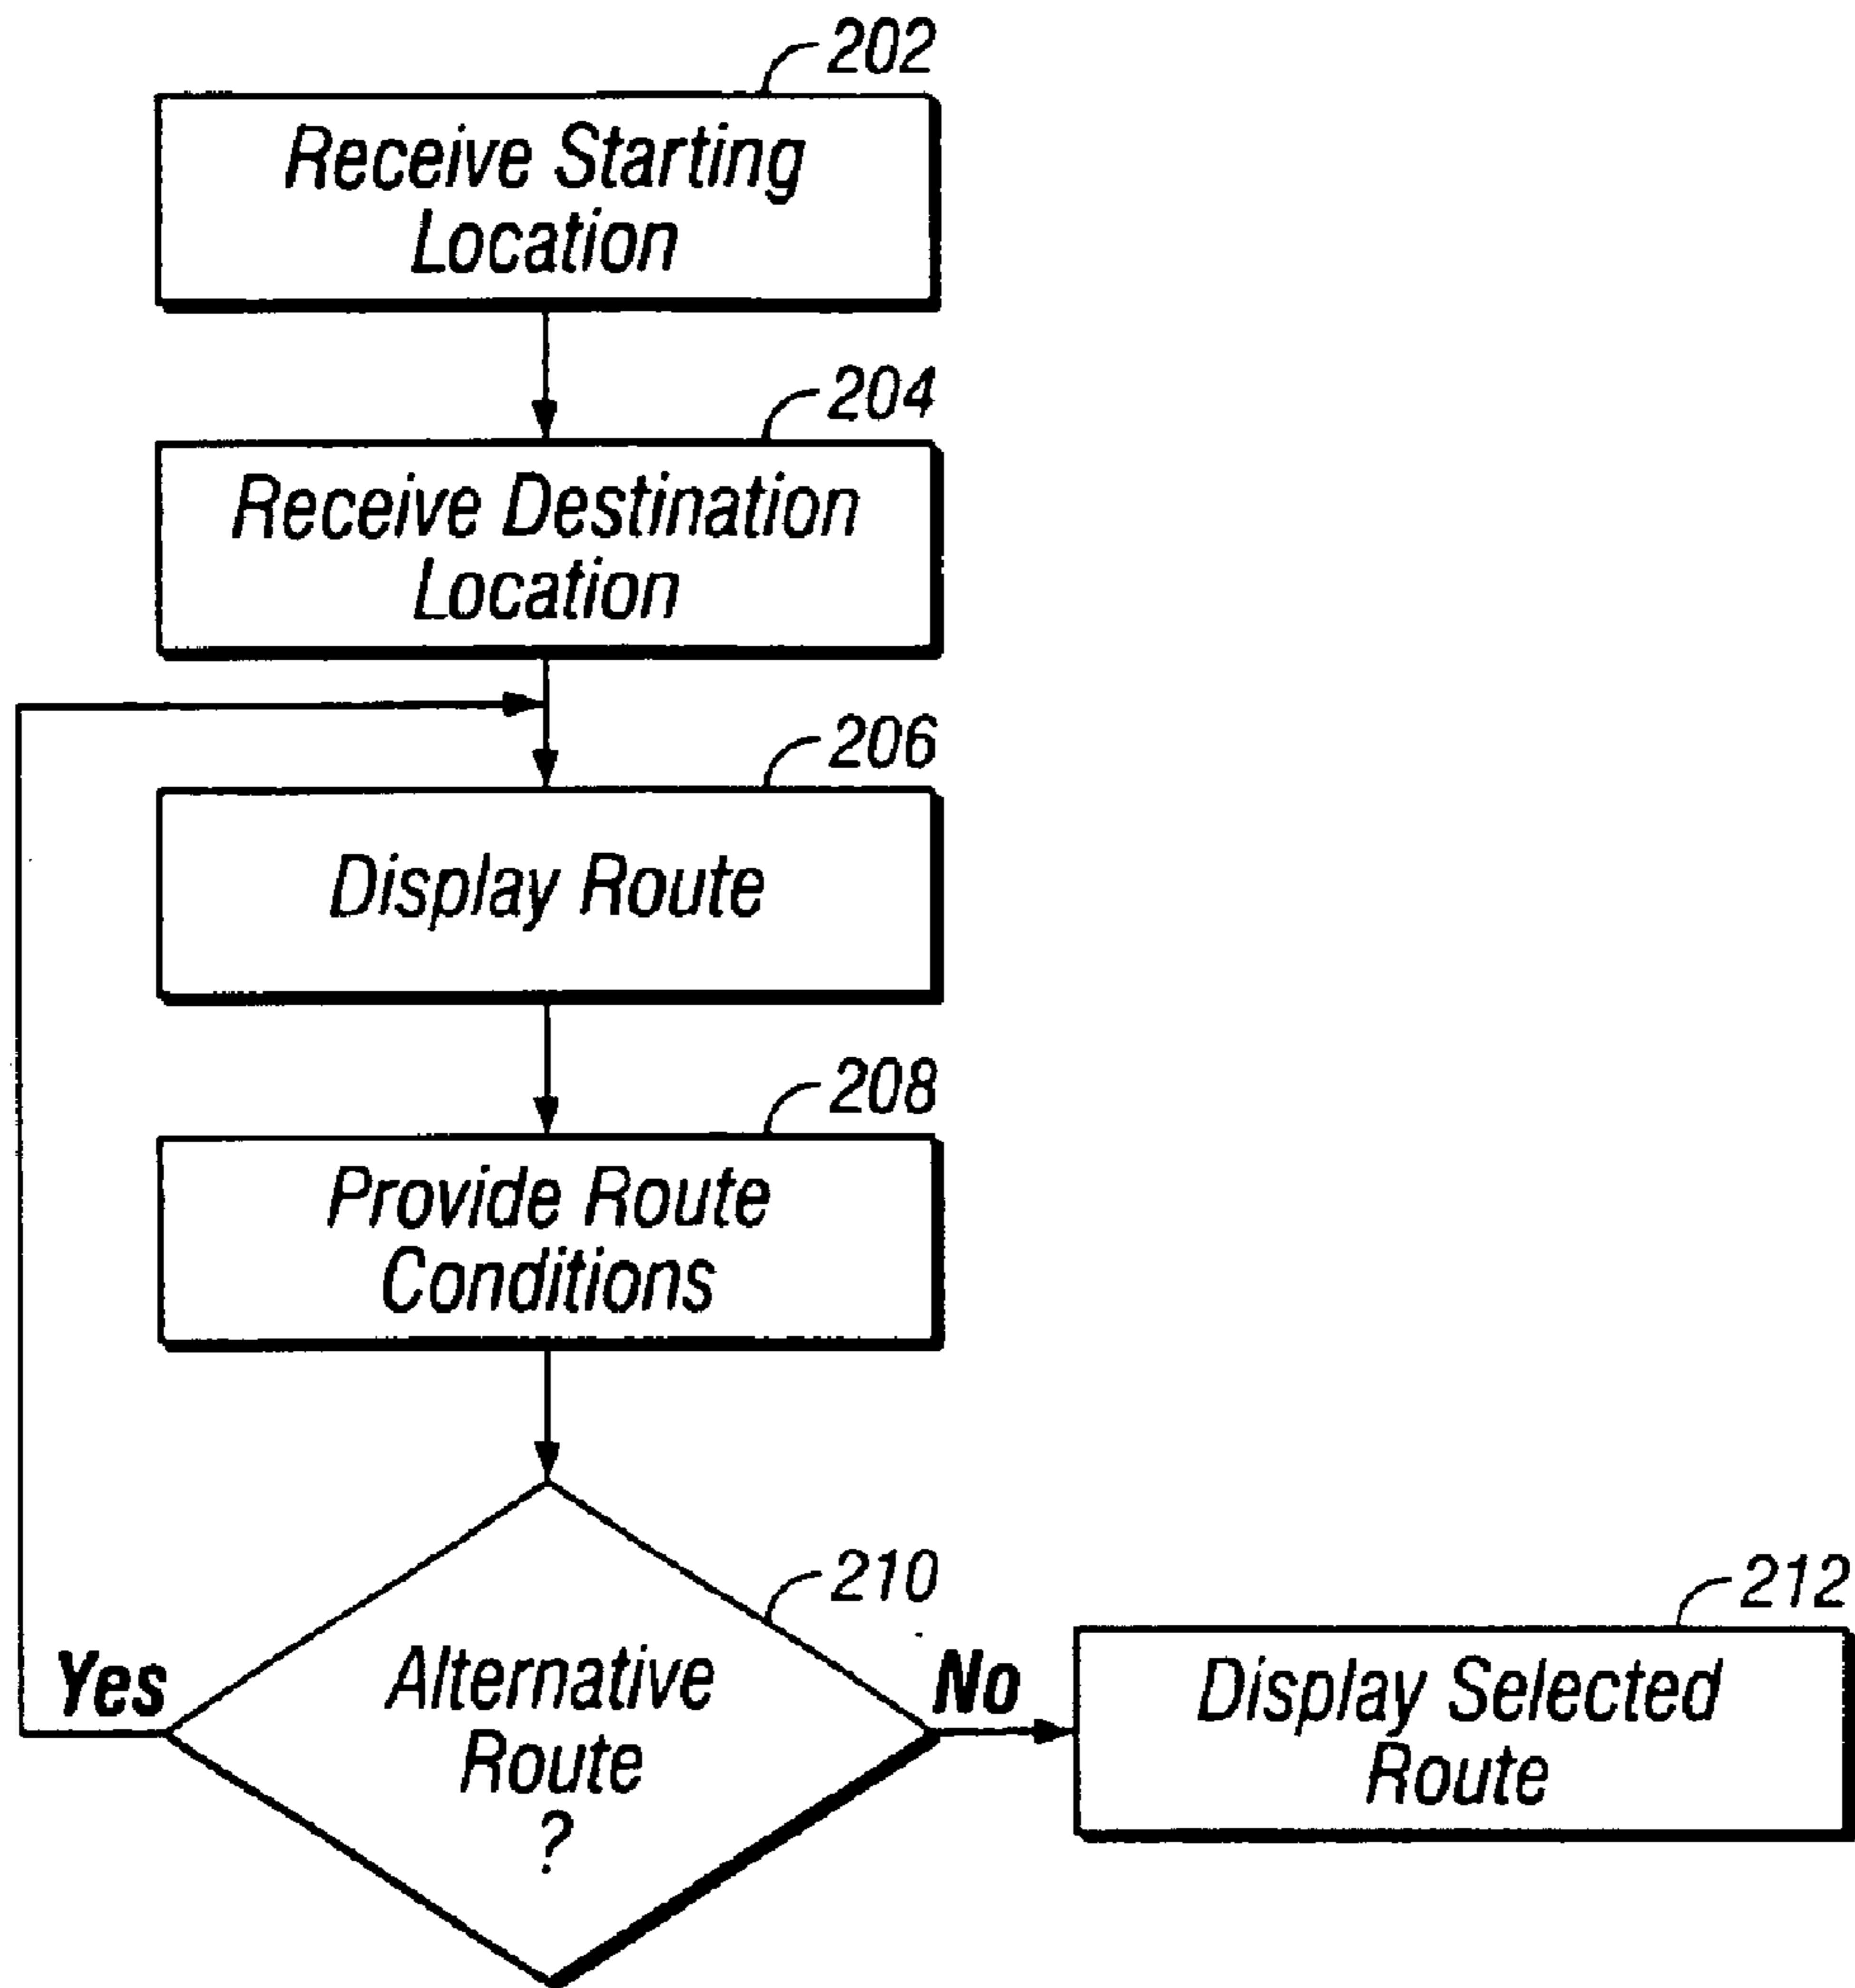 202
Receive Starting
Location
204
Receive Destination
Location
206
Display Route
208
Provide Route
Conditions
210
Alternative
Route
?
Yes
No
212
Display Selected
Route